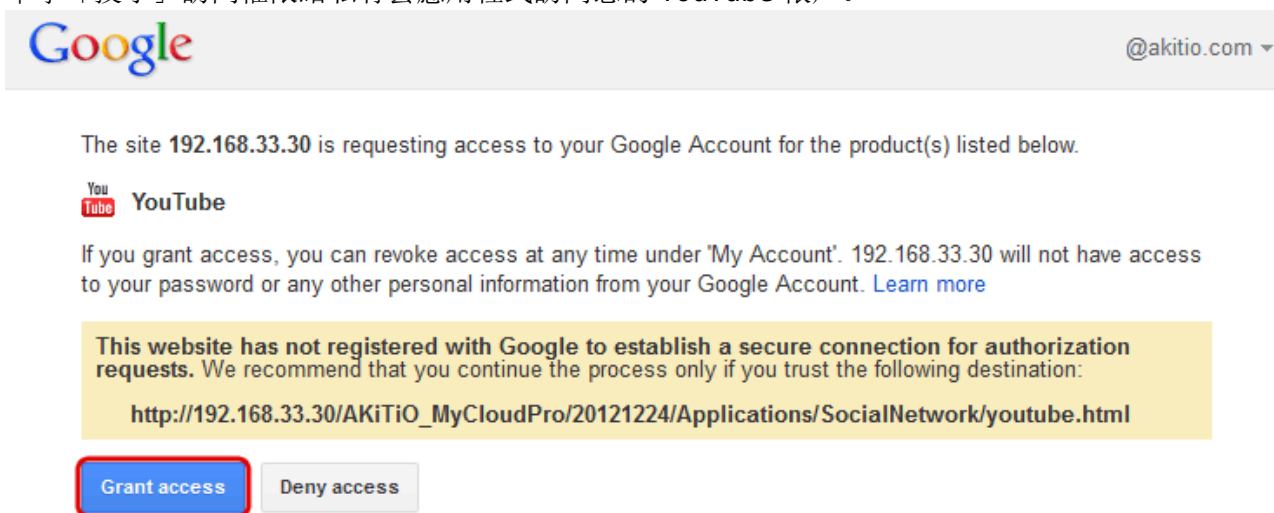 YouTube
Google
@akitio.com
The site 192.168.33.30 is requesting access to your Google Account for the product(s) listed below.
You
Tube
YouTube
If you grant access, you can revoke access at any time under 'My Account'. 192.168.33.30 will not have access
to your password or any other personal information from your Google Account. Learn more
This website has not registered with Google to establish a secure connection for authorization
requests. We recommend that you continue the process only if you trust the following destination:
http://192.168.33.30/AKiTiO_MyCloudPro/20121224/Applications/SocialNetwork/youtube.html
Grant access
Deny access